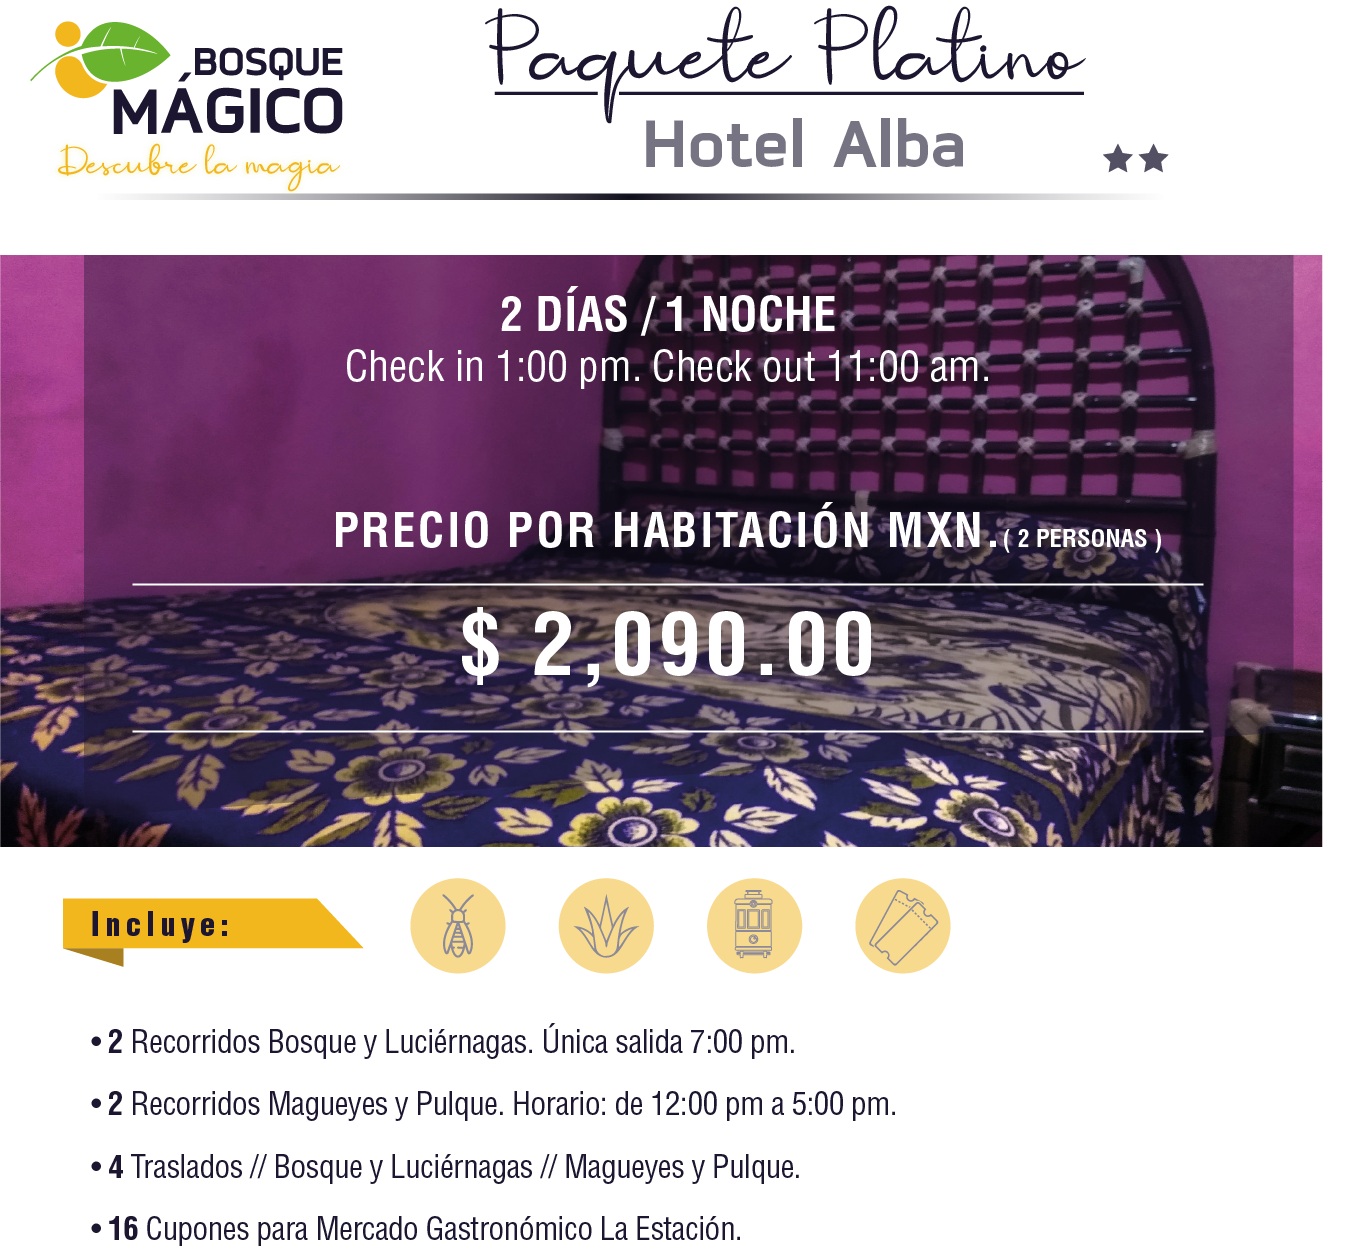 BOSQUE
MÁGICO
Descubre la magia
Paquete Platino
Hotel Alba
2 DÍAS / 1 NOCHE
Check in 1:00 pm. Check out 11:00 am.
PRECIO POR HABITACIÓN MXN. ( 2 PERSONAS )
$ 2,090.00
Incluye:
• 2 Recorridos Bosque y Luciérnagas. Única salida 7:00 pm.
• 2 Recorridos Magueyes y Pulque. Horario: de 12:00 pm a 5:00 pm.
• 4 Traslados // Bosque y Luciérnagas // Magueyes y Pulque.
• 16 Cupones para Mercado Gastronómico La Estación.